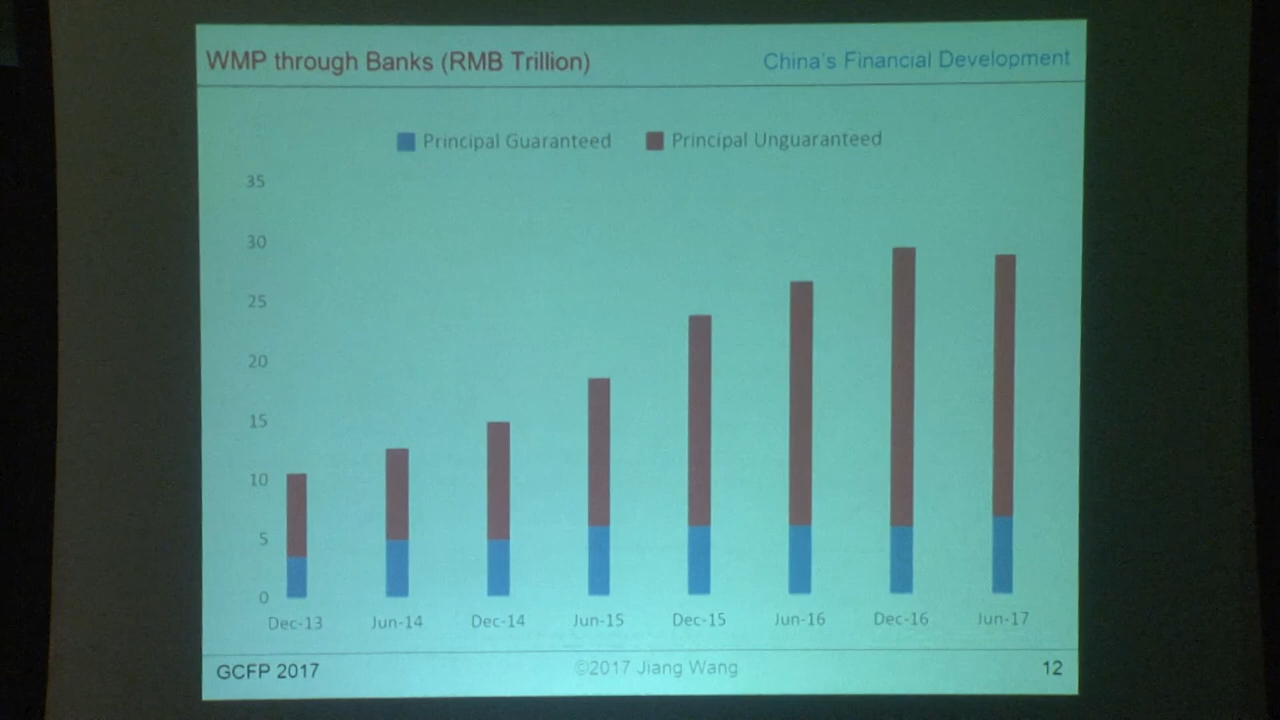 WMP through Banks (RMB Trillion)
China's Financial Development
Principal Guaranteed
Principal Unguaranteed
35
30
25
20
15
10
5
0
Dec-13
Jun-14
Dec-14
Jun-15
Dec-15
Jun-16
Dec-16
Jun-17
GCFP 2017
©2017 Jiang Wang
12